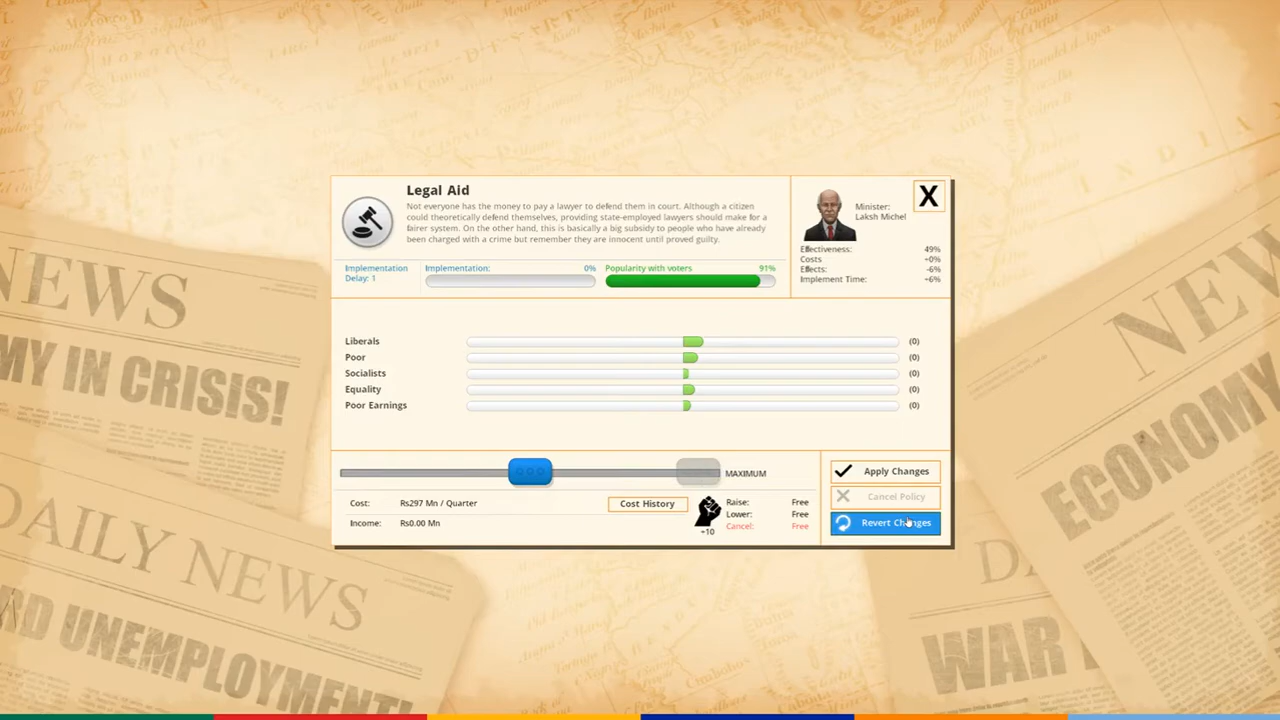 Legal Aid
Not everyone has the money to pay a lawyer to defend them in court. Although a citizen
could theoretically defend themselves, providing state-employed lawyers should make for a
fairer system. On the other hand, this is basically a big subsidy to people who have already
been charged with a crime but remember they are innocent until proved guilty.
X
Minister:
Laksh Michel
Effectiveness: 49%
Costs +0%
Effects: -6%
Implement Time: ~6%
Implementation
Delay: 1
Implementation: 0%
Popularity with voters 91%
Liberals (0)
Poor (0)
Socialists (0)
Equality (0)
Poor Earnings (0)
MAXIMUM
Cost: Rs297 Mn / Quarter
Income: Rs0.00 Mn
Cost History
+10
Raise: Free
Lower: Free
Cancel: Free
Apply Changes
Cancel Policy
Revert Changes
NEWS
MY IN CRISIS!
DAILY NEWS
RD UNEMPLOYMENT!
NEW
ECONOMY
DA
WAR
INDIA